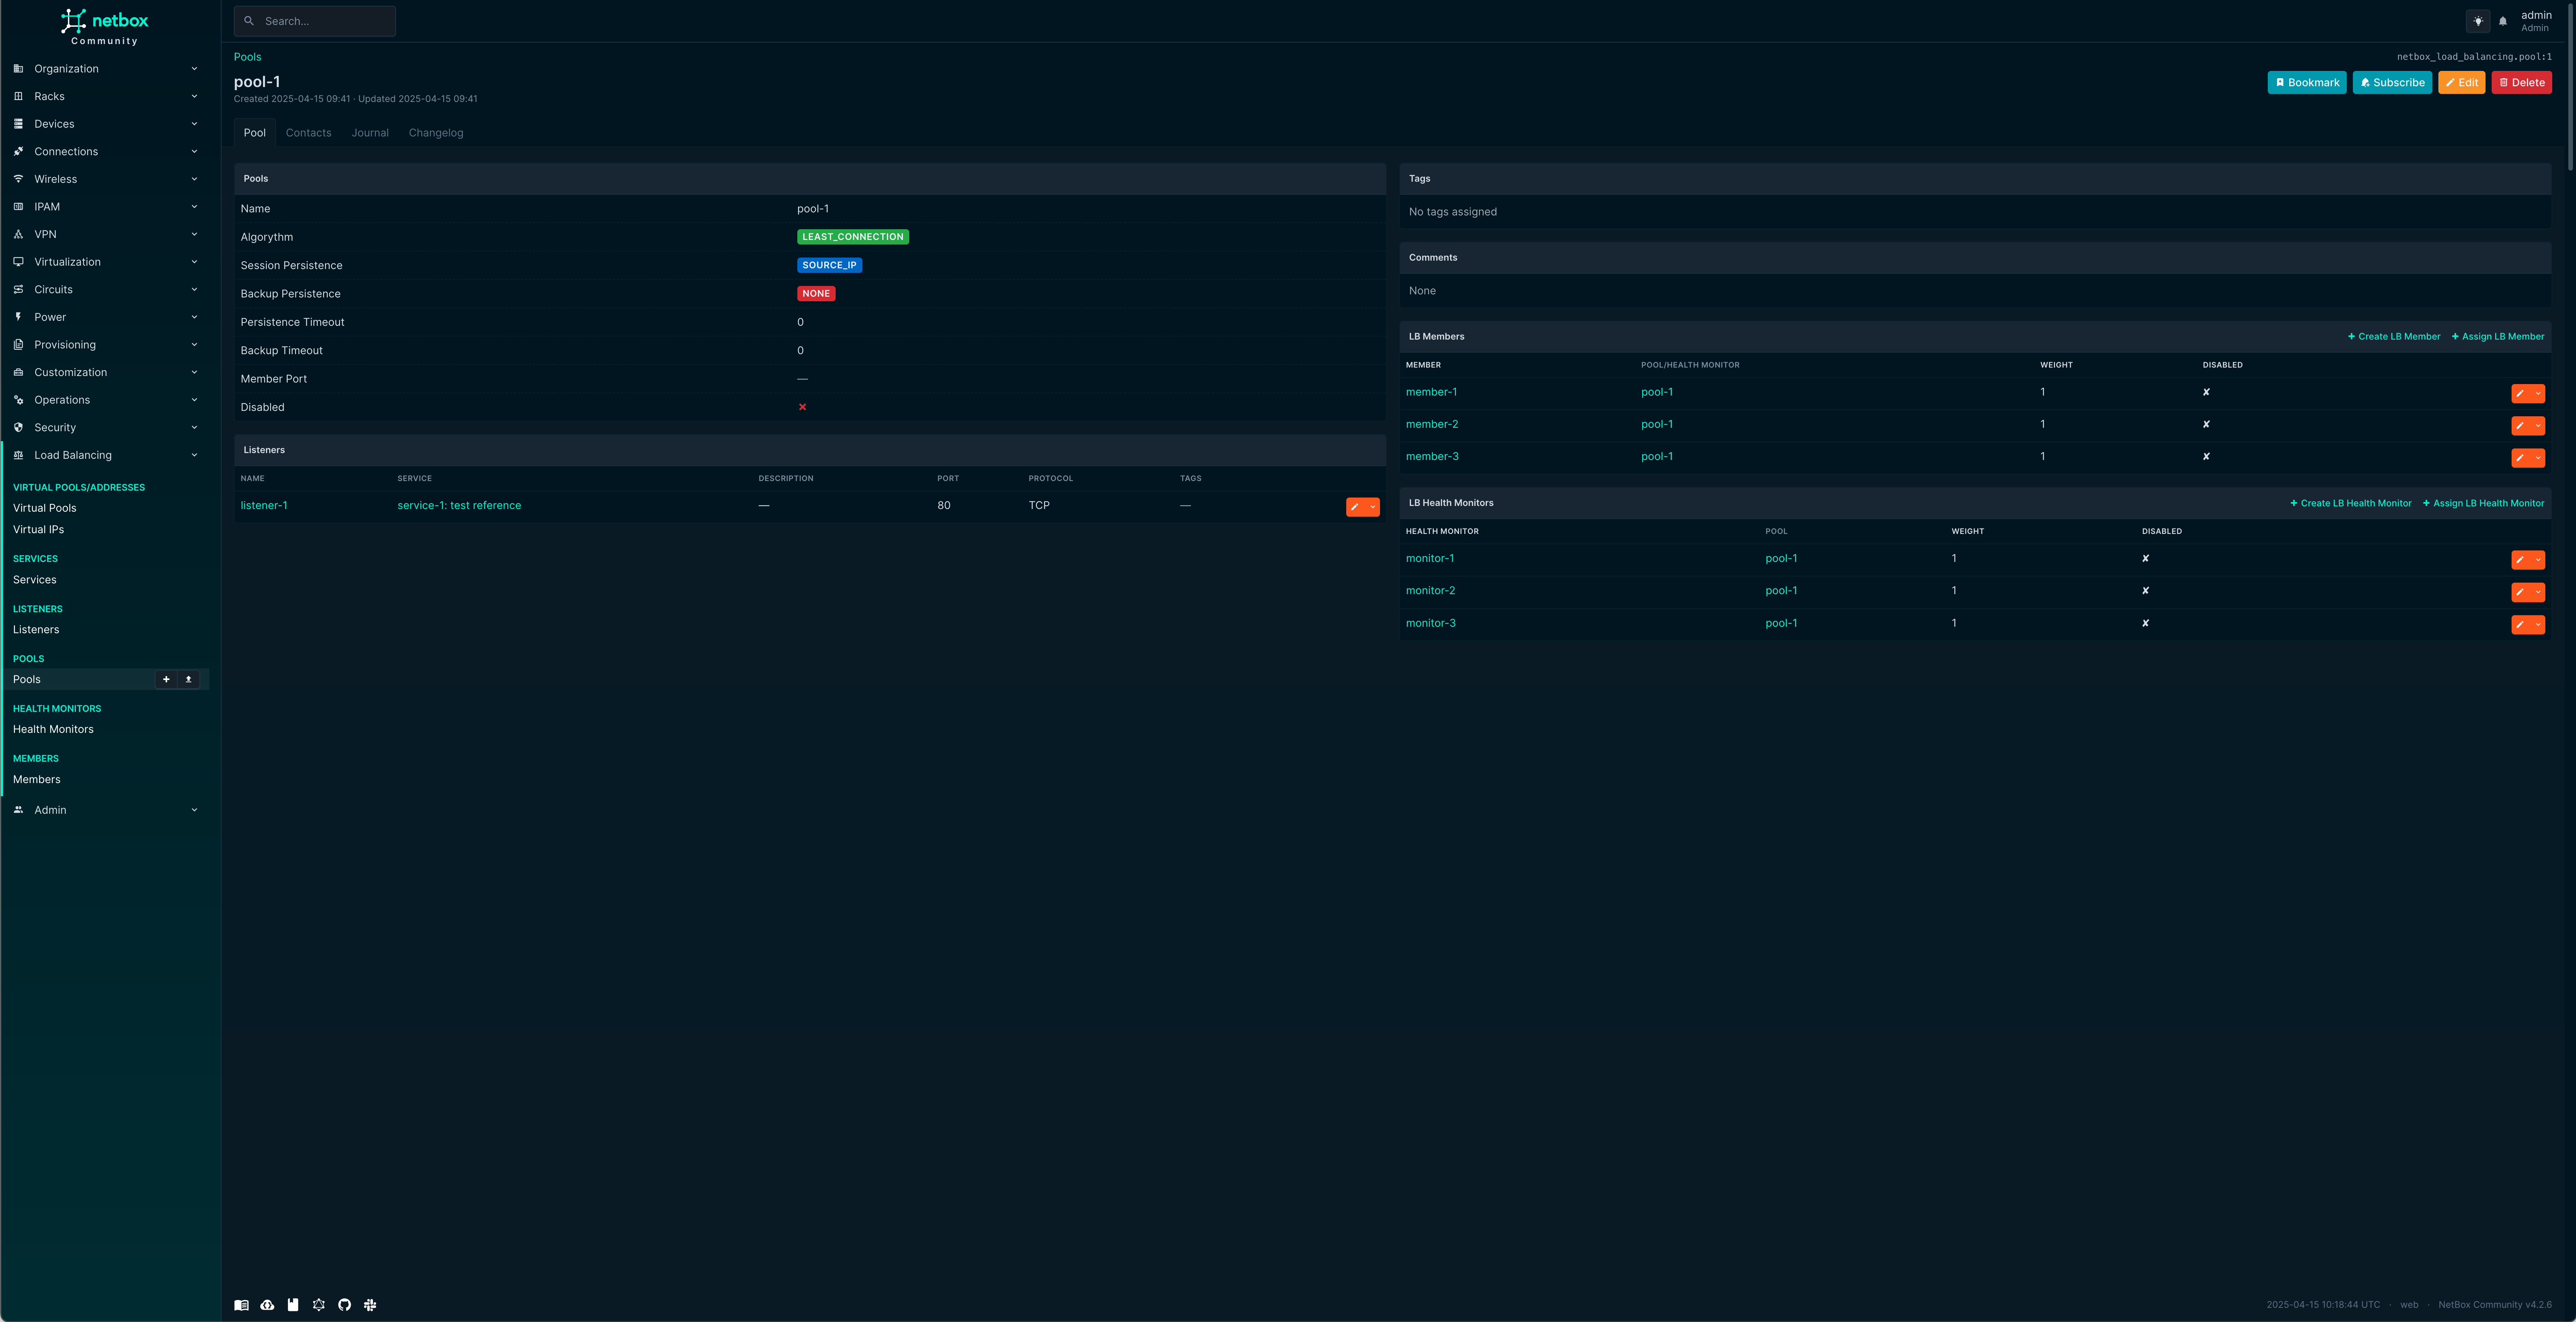 netbox
Community
Search...
admin
Admin
Organization
Racks
Devices
Connections
Wireless
IPAM
VPN
Virtualization
Circuits
Power
Provisioning
Customization
Operations
Security
Load Balancing
VIRTUAL POOLS/ADDRESSES
Virtual Pools
Virtual IPs
SERVICES
Services
LISTENERS
Listeners
POOLS
Pools
HEALTH MONITORS
Health Monitors
MEMBERS
Members
Admin
Pools
netbox_load_balancing.pool:1
pool-1
Created 2025-04-15 09:41 · Updated 2025-04-15 09:41
Bookmark Subscribe Edit Delete
Pool Contacts Journal Changelog
Pools
Name pool-1
Algorythm LEAST_CONNECTION
Session Persistence SOURCE_IP
Backup Persistence NONE
Persistence Timeout 0
Backup Timeout 0
Member Port —
Disabled ✕
Listeners
NAME SERVICE DESCRIPTION PORT PROTOCOL TAGS
listener-1 service-1: test reference — 80 TCP —
Tags
No tags assigned
Comments
None
LB Members + Create LB Member + Assign LB Member
MEMBER POOL/HEALTH MONITOR WEIGHT DISABLED
member-1 pool-1 1 ✘
member-2 pool-1 1 ✘
member-3 pool-1 1 ✘
LB Health Monitors + Create LB Health Monitor + Assign LB Health Monitor
HEALTH MONITOR POOL WEIGHT DISABLED
monitor-1 pool-1 1 ✘
monitor-2 pool-1 1 ✘
monitor-3 pool-1 1 ✘
2025-04-15 10:18:44 UTC · web · NetBox Community v4.2.6